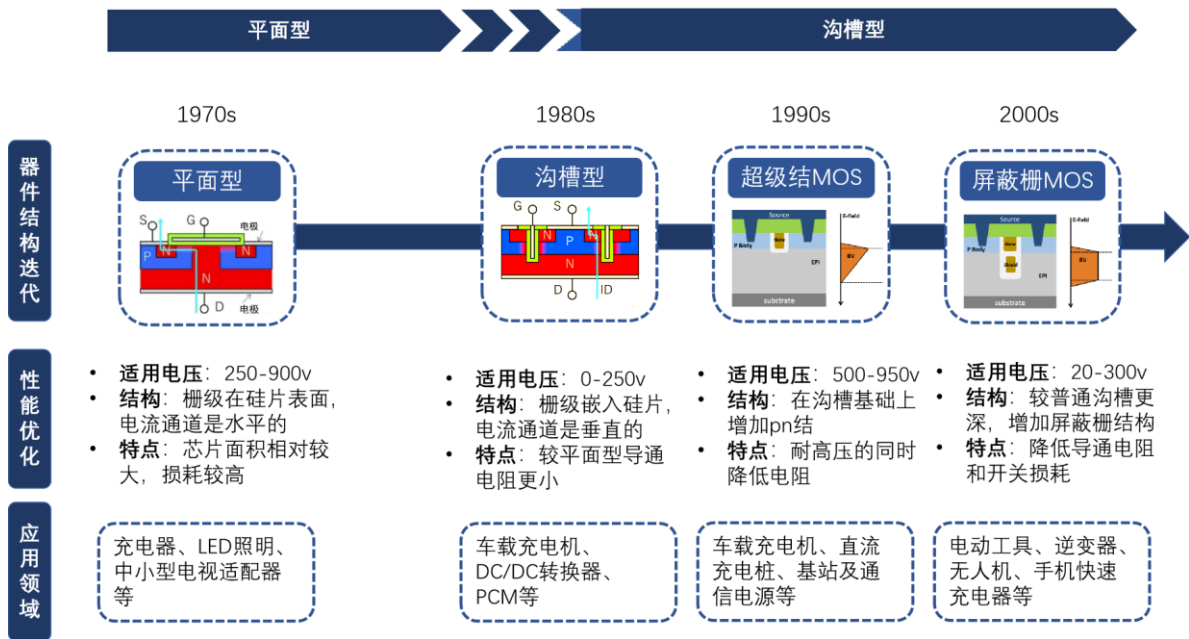 平面型
沟槽型
1970s
1980s
1990s
2000s
器件结构迭代
平面型
S
G
电极
N
P
N
D
电极
沟槽型
G
S
N
P
N
D
ID
超级结MOS
Source
P Body
EPI
substrate
E-field
BV
屏蔽栅MOS
Source
P Body
EPI
substrate
E-field
BV
性能优化
• 适用电压：250-900v
• 结构：栅级在硅片表面，
电流通道是水平的
• 特点：芯片面积相对较
大，损耗较高
• 适用电压：0-250v
• 结构：栅级嵌入硅片，
电流通道是垂直的
• 特点：较平面型导通
电阻更小
• 适用电压：500-950v
• 结构：在沟槽基础上
增加pn结
• 特点：耐高压的同时
降低电阻
• 适用电压：20-300v
• 结构：较普通沟槽更
深，增加屏蔽栅结构
• 特点：降低导通电阻
和开关损耗
应用领域
充电器、LED照明、
中小型电视适配器
等
车载充电机、
DC/DC转换器、
PCM等
车载充电机、直流
充电桩、基站及通
信电源等
电动工具、逆变器、
无人机、手机快速
充电器等